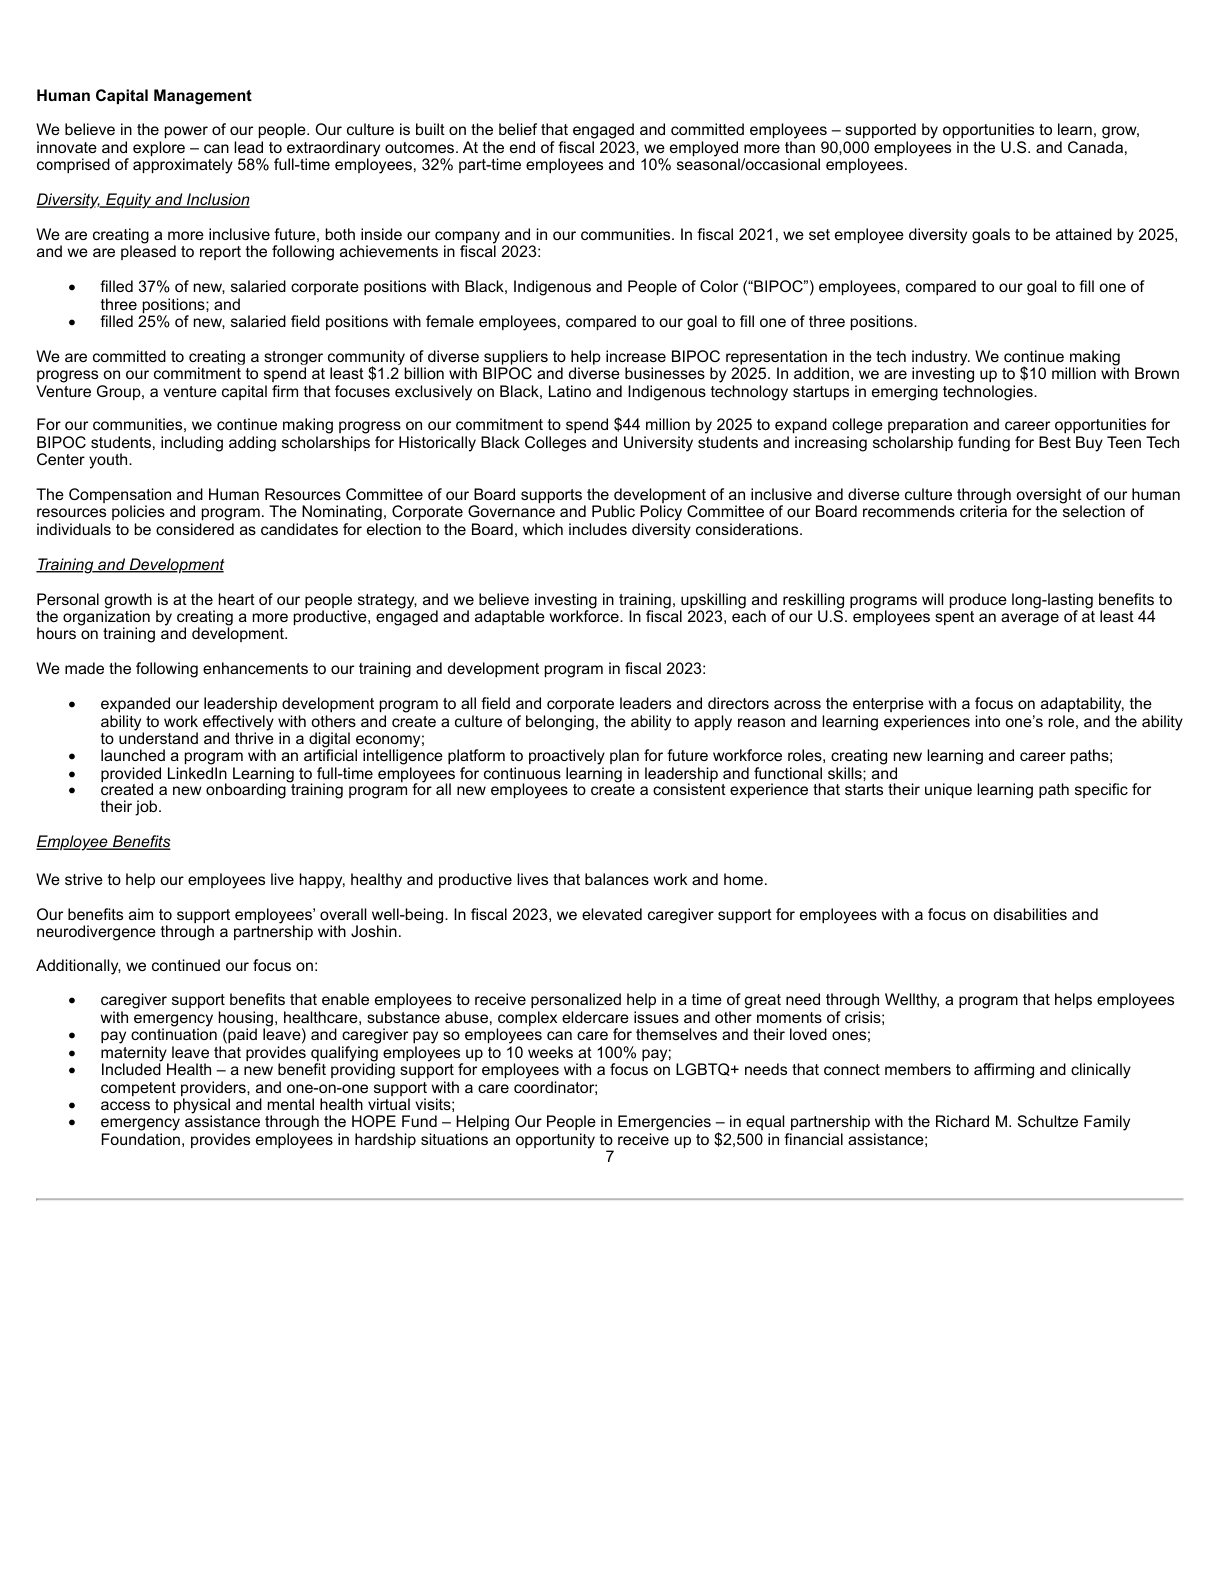 Human Capital Management
We believe in the power of our people. Our culture is built on the belief that engaged and committed employees – supported by opportunities to learn, grow,
innovate and explore – can lead to extraordinary outcomes. At the end of fiscal 2023, we employed more than 90,000 employees in the U.S. and Canada,
comprised of approximately 58% full-time employees, 32% part-time employees and 10% seasonal/occasional employees.
Diversity, Equity and Inclusion
We are creating a more inclusive future, both inside our company and in our communities. In fiscal 2021, we set employee diversity goals to be attained by 2025,
and we are pleased to report the following achievements in fiscal 2023:
• filled 37% of new, salaried corporate positions with Black, Indigenous and People of Color (“BIPOC”) employees, compared to our goal to fill one of
three positions; and
• filled 25% of new, salaried field positions with female employees, compared to our goal to fill one of three positions.
We are committed to creating a stronger community of diverse suppliers to help increase BIPOC representation in the tech industry. We continue making
progress on our commitment to spend at least $1.2 billion with BIPOC and diverse businesses by 2025. In addition, we are investing up to $10 million with Brown
Venture Group, a venture capital firm that focuses exclusively on Black, Latino and Indigenous technology startups in emerging technologies.
For our communities, we continue making progress on our commitment to spend $44 million by 2025 to expand college preparation and career opportunities for
BIPOC students, including adding scholarships for Historically Black Colleges and University students and increasing scholarship funding for Best Buy Teen Tech
Center youth.
The Compensation and Human Resources Committee of our Board supports the development of an inclusive and diverse culture through oversight of our human
resources policies and program. The Nominating, Corporate Governance and Public Policy Committee of our Board recommends criteria for the selection of
individuals to be considered as candidates for election to the Board, which includes diversity considerations.
Training and Development
Personal growth is at the heart of our people strategy, and we believe investing in training, upskilling and reskilling programs will produce long-lasting benefits to
the organization by creating a more productive, engaged and adaptable workforce. In fiscal 2023, each of our U.S. employees spent an average of at least 44
hours on training and development.
We made the following enhancements to our training and development program in fiscal 2023:
• expanded our leadership development program to all field and corporate leaders and directors across the enterprise with a focus on adaptability, the
ability to work effectively with others and create a culture of belonging, the ability to apply reason and learning experiences into one’s role, and the ability
to understand and thrive in a digital economy;
• launched a program with an artificial intelligence platform to proactively plan for future workforce roles, creating new learning and career paths;
• provided LinkedIn Learning to full-time employees for continuous learning in leadership and functional skills; and
• created a new onboarding training program for all new employees to create a consistent experience that starts their unique learning path specific for
their job.
Employee Benefits
We strive to help our employees live happy, healthy and productive lives that balances work and home.
Our benefits aim to support employees’ overall well-being. In fiscal 2023, we elevated caregiver support for employees with a focus on disabilities and
neurodivergence through a partnership with Joshin.
Additionally, we continued our focus on:
• caregiver support benefits that enable employees to receive personalized help in a time of great need through Wellthy, a program that helps employees
with emergency housing, healthcare, substance abuse, complex eldercare issues and other moments of crisis;
• pay continuation (paid leave) and caregiver pay so employees can care for themselves and their loved ones;
• maternity leave that provides qualifying employees up to 10 weeks at 100% pay;
• Included Health – a new benefit providing support for employees with a focus on LGBTQ+ needs that connect members to affirming and clinically
competent providers, and one-on-one support with a care coordinator;
• access to physical and mental health virtual visits;
• emergency assistance through the HOPE Fund – Helping Our People in Emergencies – in equal partnership with the Richard M. Schultze Family
Foundation, provides employees in hardship situations an opportunity to receive up to $2,500 in financial assistance;
7